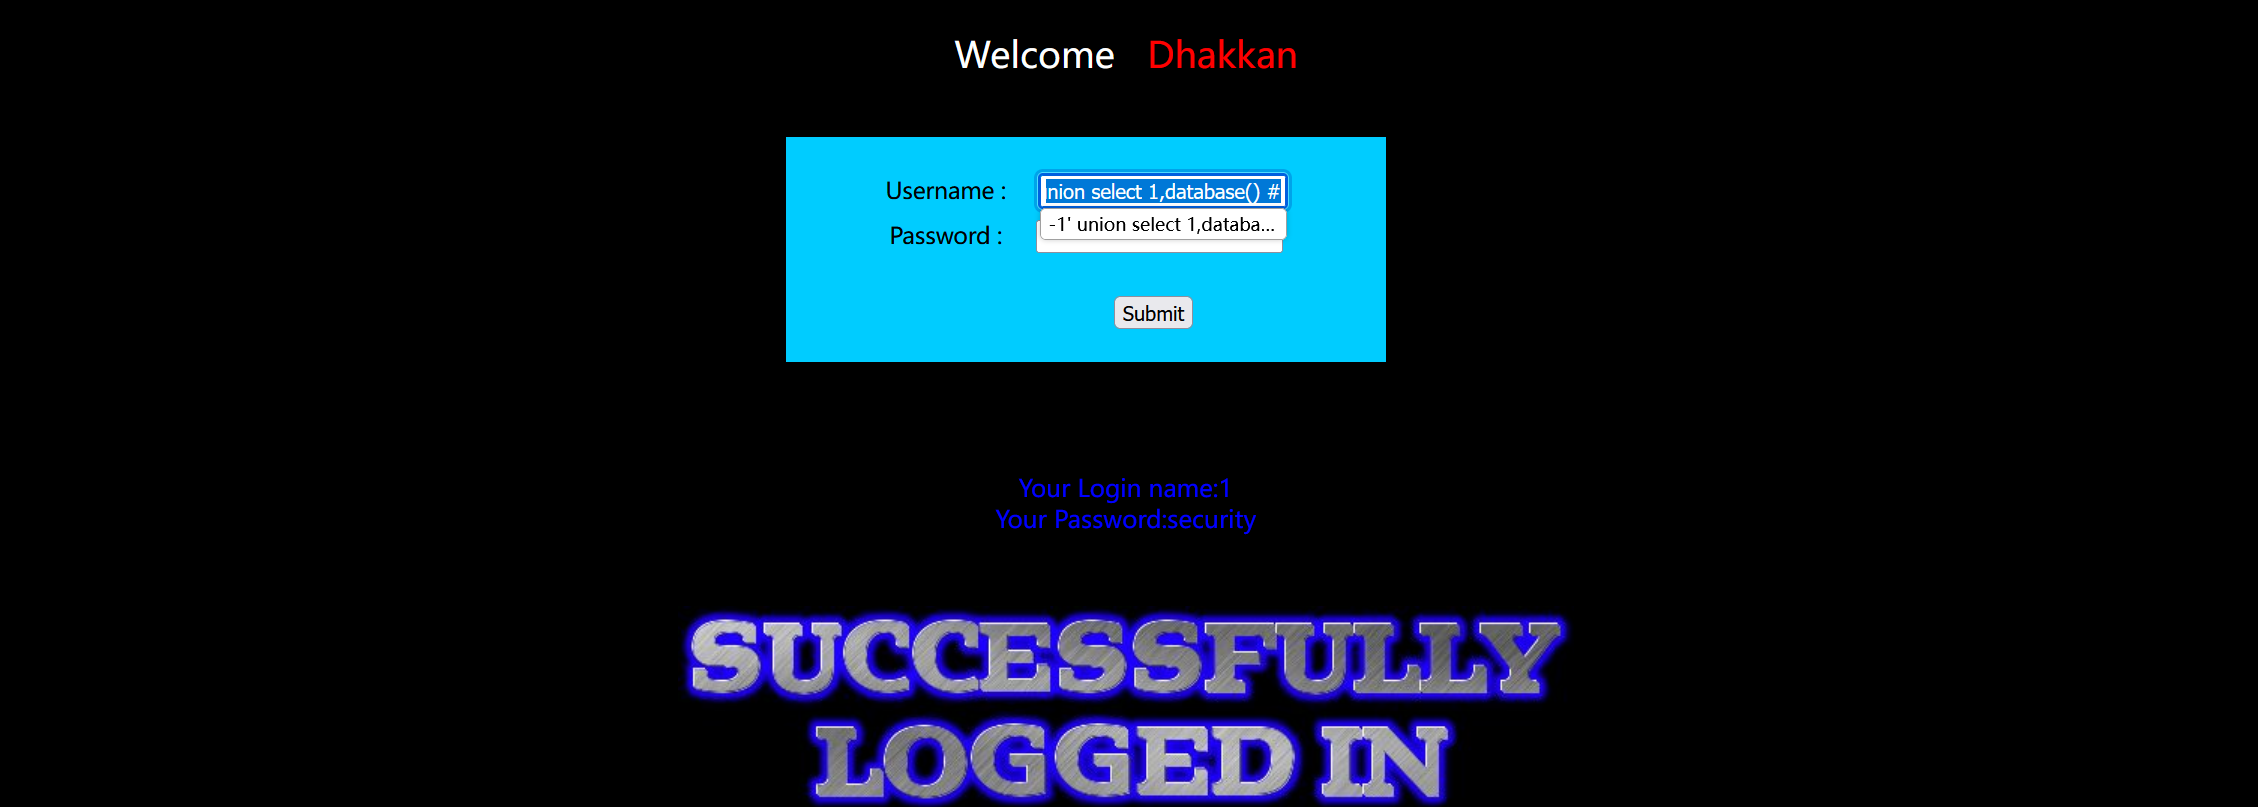 Welcome Dhakkan
Username : nion select 1,database() #
-1' union select 1,databa...
Password :
Submit
Your Login name:1
Your Password:security
SUCCESSFULLY
LOGGED IN